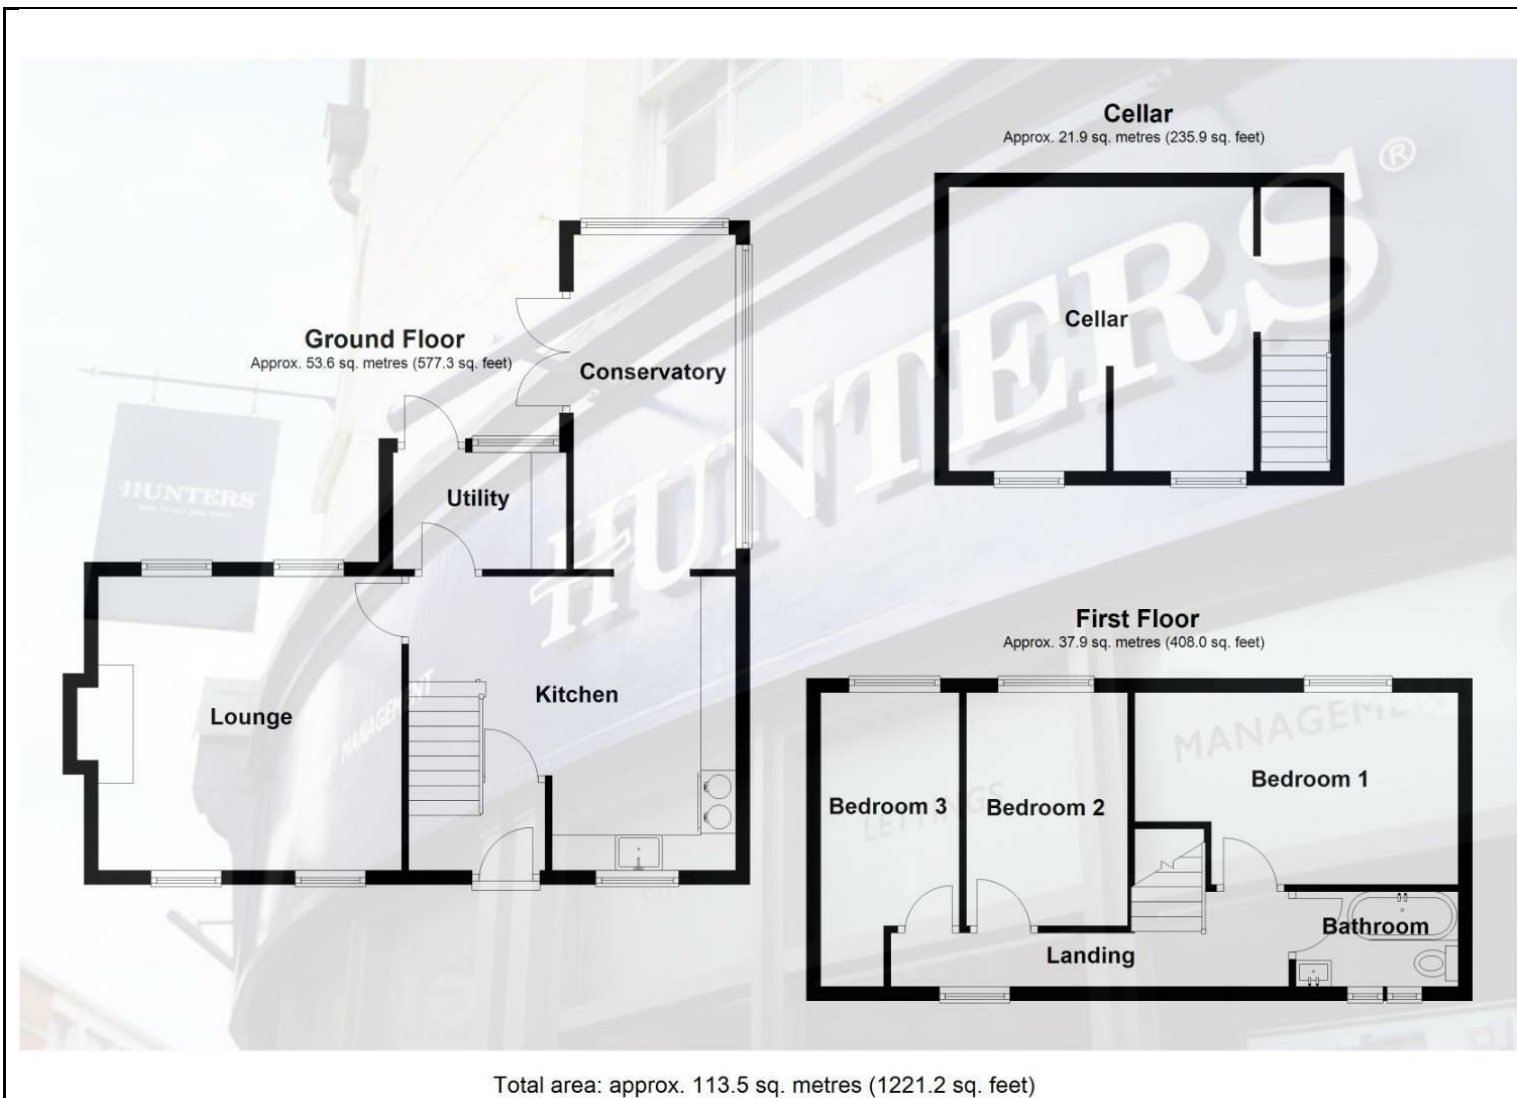 Cellar
Approx. 21.9 sq. metres (235.9 sq. feet)
Cellar
HUNTERS®
Ground Floor
Approx. 53.6 sq. metres (577.3 sq. feet)
Conservatory
HUNTERS
Utility
Kitchen
Lounge
MANAGEMENT
First Floor
Approx. 37.9 sq. metres (408.0 sq. feet)
MANAGEMENT
LETTINGS
Bedroom 3
Bedroom 2
Bedroom 1
Bathroom
Landing
Total area: approx. 113.5 sq. metres (1221.2 sq. feet)